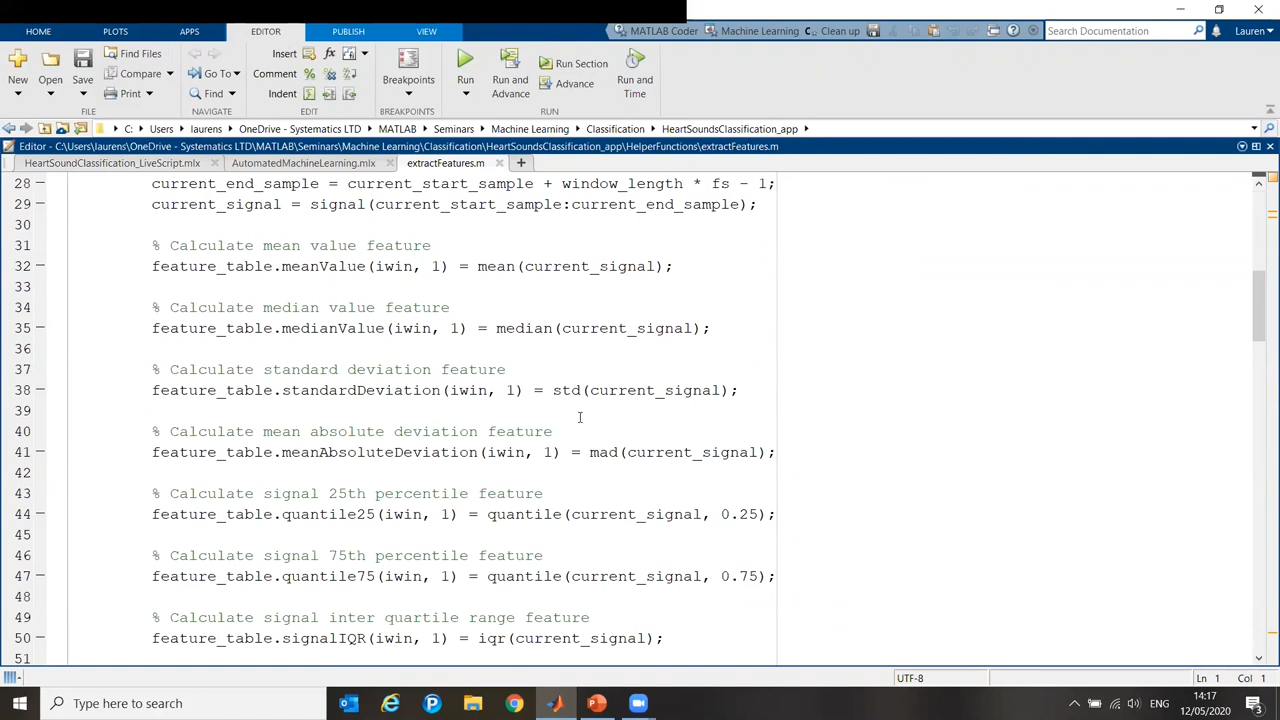 HOME PLOTS APPS EDITOR PUBLISH VIEW MATLAB Coder Machine Learning Clean up Search Documentation Lauren
New Open Save Find Files Compare Print Go To Find Insert Comment Indent Breakpoints Run Run and Advance Run Section Advance Run and Time
FILE NAVIGATE EDIT BREAKPOINTS RUN
C: Users laurens OneDrive - Systematics LTD MATLAB Seminars Machine Learning Classification HeartSoundsClassification_app
Editor - C:\Users\laurens\OneDrive - Systematics LTD\MATLAB\Seminars\Machine Learning\Classification\HeartSoundsClassification_app\HelperFunctions\extractFeatures.m
HeartSoundClassification_LiveScript.mlx AutomatedMachineLearning.mlx extractFeatures.m
28 current_end_sample = current_start_sample + window_length * fs - 1;
29 current_signal = signal(current_start_sample:current_end_sample);
30
31 % Calculate mean value feature
32 feature_table.meanValue(iwin, 1) = mean(current_signal);
33
34 % Calculate median value feature
35 feature_table.medianValue(iwin, 1) = median(current_signal);
36
37 % Calculate standard deviation feature
38 feature_table.standardDeviation(iwin, 1) = std(current_signal);
39
40 % Calculate mean absolute deviation feature
41 feature_table.meanAbsoluteDeviation(iwin, 1) = mad(current_signal);
42
43 % Calculate signal 25th percentile feature
44 feature_table.quantile25(iwin, 1) = quantile(current_signal, 0.25);
45
46 % Calculate signal 75th percentile feature
47 feature_table.quantile75(iwin, 1) = quantile(current_signal, 0.75);
48
49 % Calculate signal inter quartile range feature
50 feature_table.signalIQR(iwin, 1) = iqr(current_signal);
51
UTF-8 Ln 1 Col 1
Type here to search ENG 14:17
12/05/2020